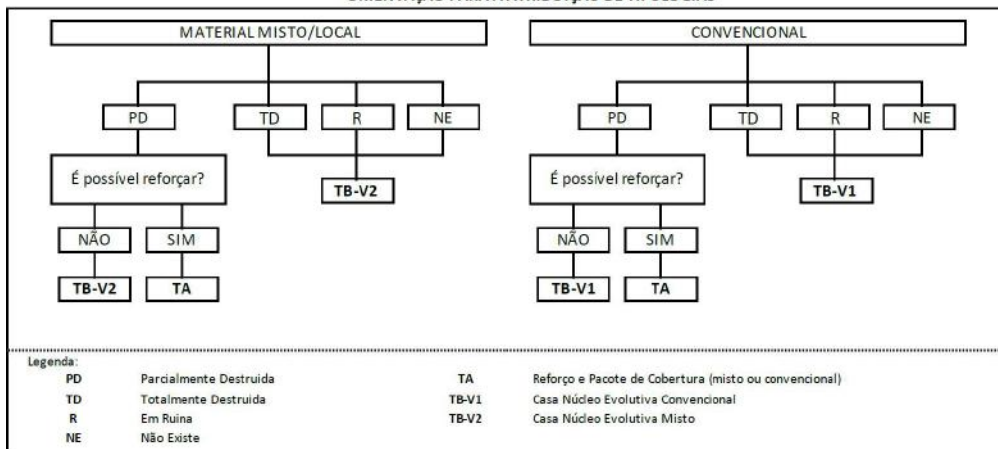 MATERIAL MISTO/LOCAL
CONVENCIONAL
PD
TD
R
NE
PD
TD
R
NE
É possível reforçar?
TB-V2
É possível reforçar?
TB-V1
NÃO
SIM
NÃO
SIM
TB-V2
TA
TB-V1
TA
Legenda:
PD Parcialmente Destruida
TA Reforço e Pacote de Cobertura (misto ou convencional)
TD Totalmente Destruida
TB-V1 Casa Núcleo Evolutiva Convencional
R Em Ruina
TB-V2 Casa Núcleo Evolutiva Misto
NE Não Existe